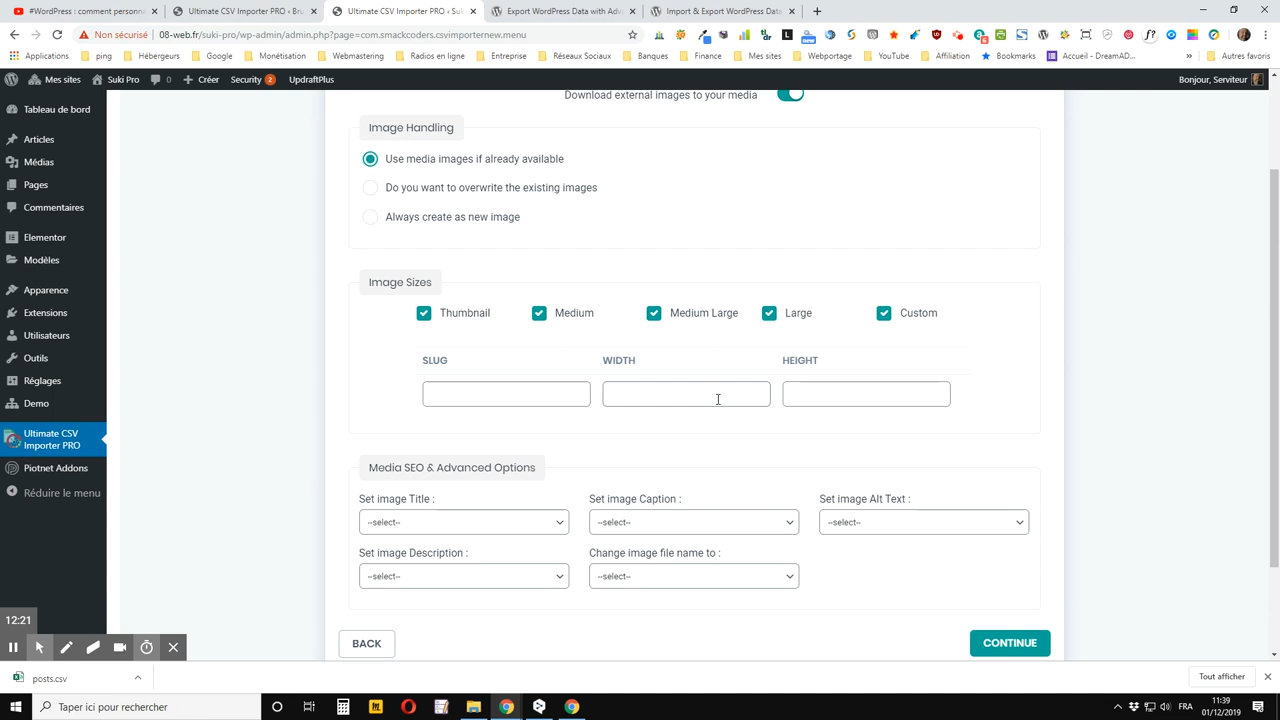 #WordPress : comment personna
Ultimate CSV Importer PRO ‹ Bru
Ultimate CSV Importer PRO ‹ Suki
Export WordPress Data with Adva
Import & Export WordPress Data
Non sécurisé 08-web.fr/suki-pro/wp-admin/admin.php?page=com.smackcoders.csvimporternew.menu
Applications
ping Hébergeurs Google Monétisation Webmastering Radios en ligne Entreprise Réseaux Sociaux Banques Finance Mes sites Webportage YouTube Affiliation Bookmarks Accueil - DreamAD... » Autres favoris
Mes sites Suki Pro 0 Créer Security 2 UpdraftPlus Bonjour, Serviteur
Tableau de bord
Articles
Médias
Pages
Commentaires
Elementor
Modèles
Apparence
Extensions
Utilisateurs
Outils
Réglages
Demo
Ultimate CSV
Importer PRO
Piotnet Addons
Réduire le menu
Download external images to your media
Image Handling
Use media images if already available
Do you want to overwrite the existing images
Always create as new image
Image Sizes
Thumbnail Medium Medium Large Large Custom
SLUG WIDTH HEIGHT
Media SEO & Advanced Options
Set image Title : Set image Caption : Set image Alt Text :
--select-- --select-- --select--
Set image Description : Change image file name to :
--select-- --select--
BACK CONTINUE
12:21
posts.csv
Tout afficher
Taper ici pour rechercher
FRA
11:39
01/12/2019